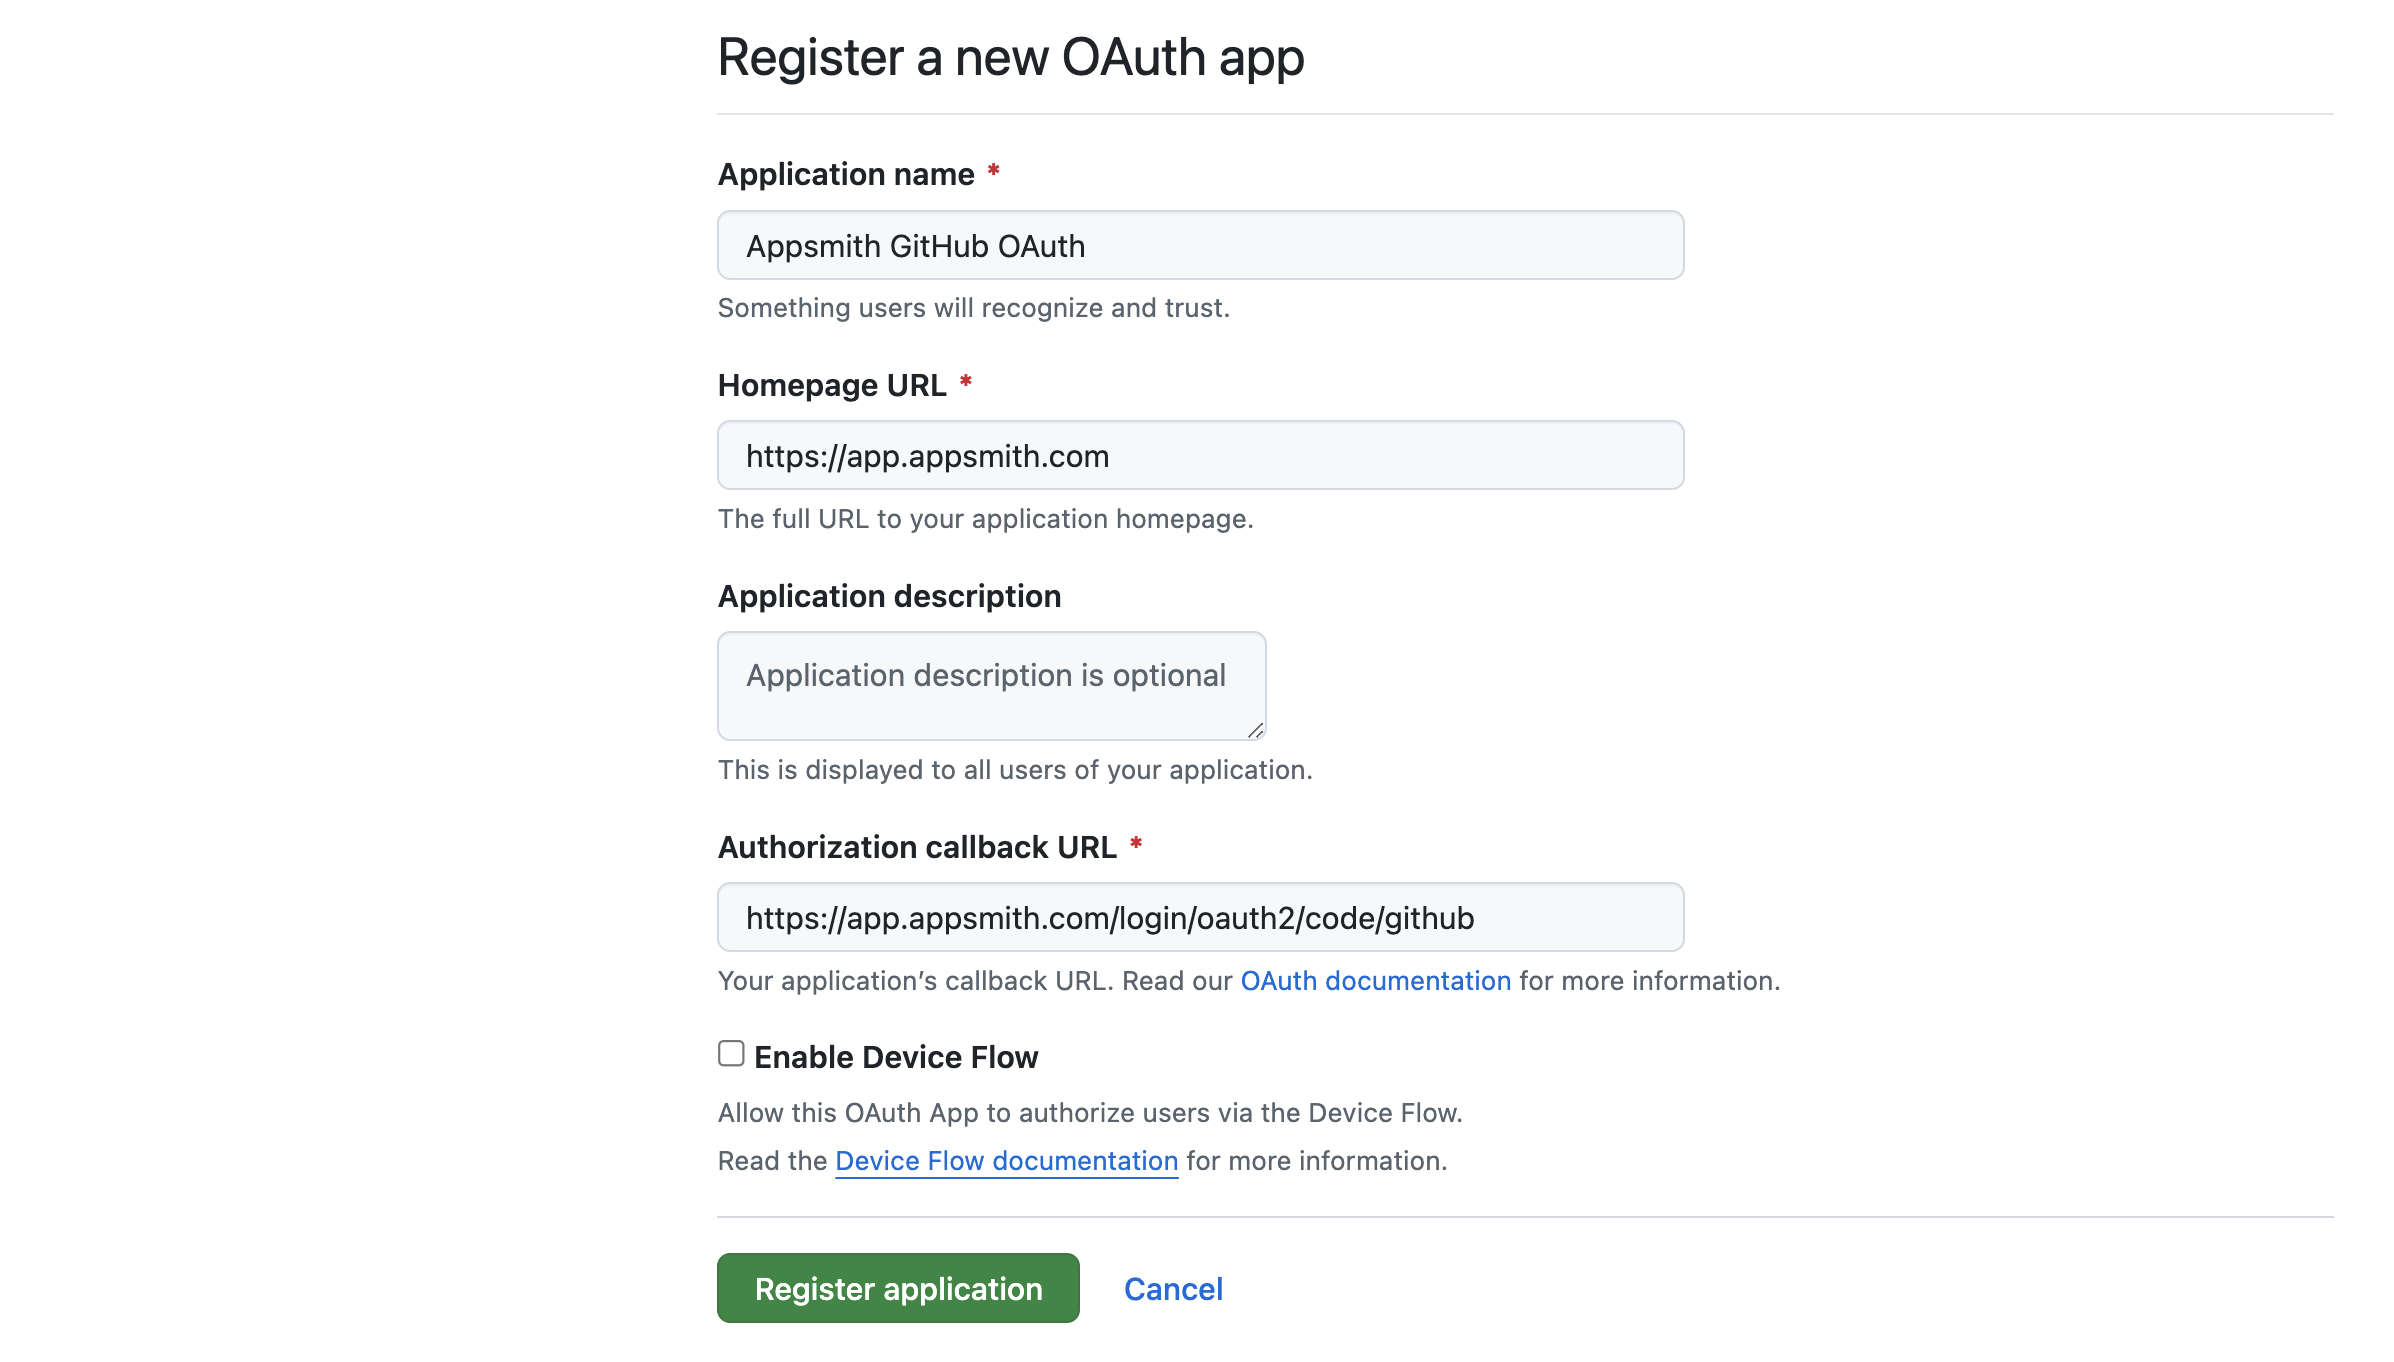 Register a new OAuth app
Application name *
Appsmith GitHub OAuth
Something users will recognize and trust.
Homepage URL *
https://app.appsmith.com
The full URL to your application homepage.
Application description
Application description is optional
This is displayed to all users of your application.
Authorization callback URL *
https://app.appsmith.com/login/oauth2/code/github
Your application’s callback URL. Read our OAuth documentation for more information.
Enable Device Flow
Allow this OAuth App to authorize users via the Device Flow.
Read the Device Flow documentation for more information.
Register application Cancel